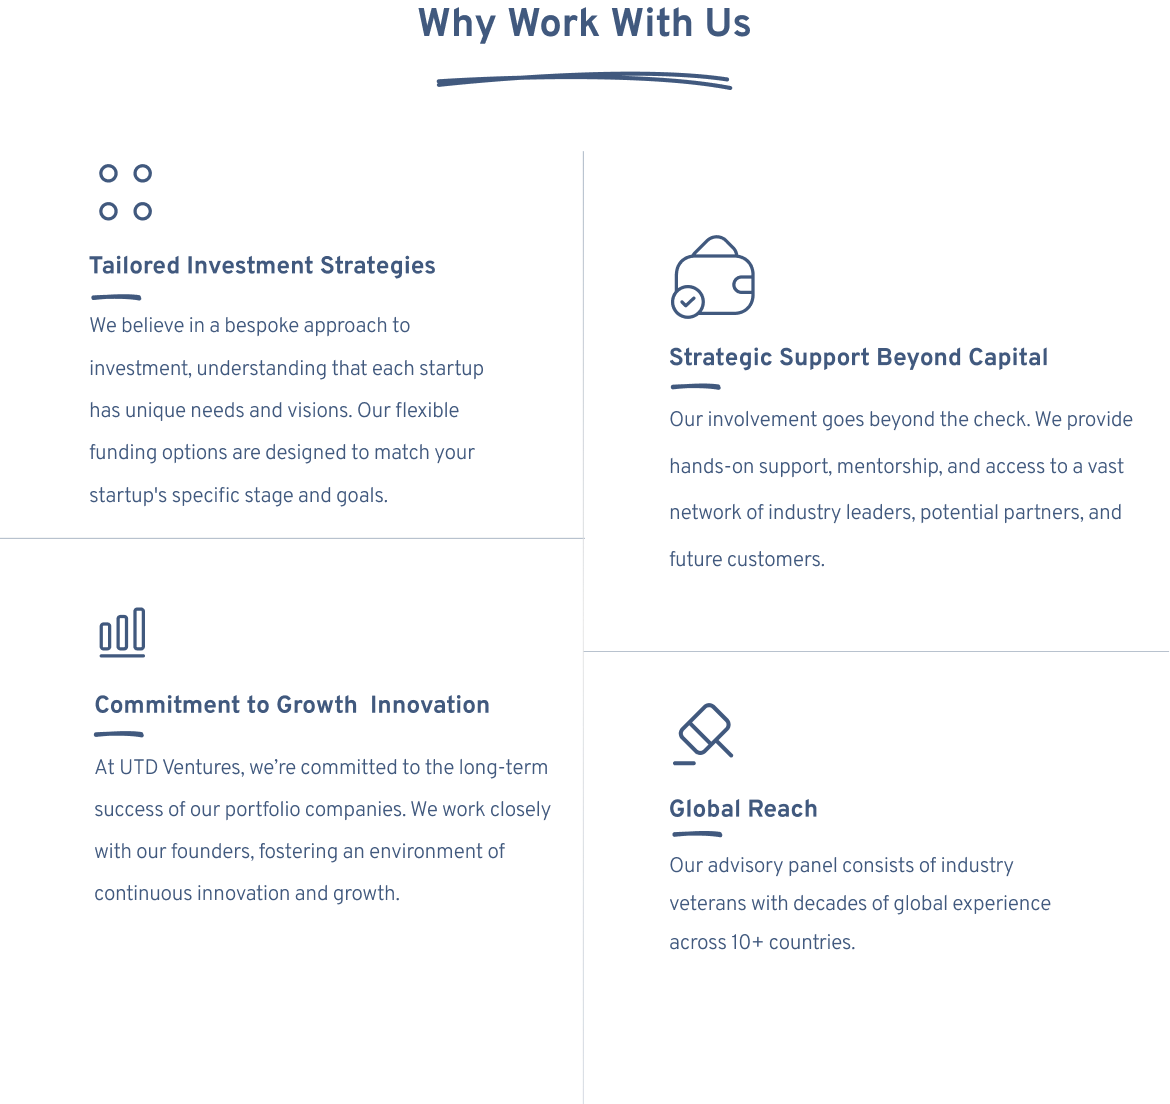 Why Work With Us
Tailored Investment Strategies
We believe in a bespoke approach to
investment, understanding that each startup
has unique needs and visions. Our flexible
funding options are designed to match your
startup's specific stage and goals.
Strategic Support Beyond Capital
Our involvement goes beyond the check. We provide
hands-on support, mentorship, and access to a vast
network of industry leaders, potential partners, and
future customers.
Commitment to Growth  Innovation
At UTD Ventures, we’re committed to the long-term
success of our portfolio companies. We work closely
with our founders, fostering an environment of
continuous innovation and growth.
Global Reach
Our advisory panel consists of industry
veterans with decades of global experience
across 10+ countries.